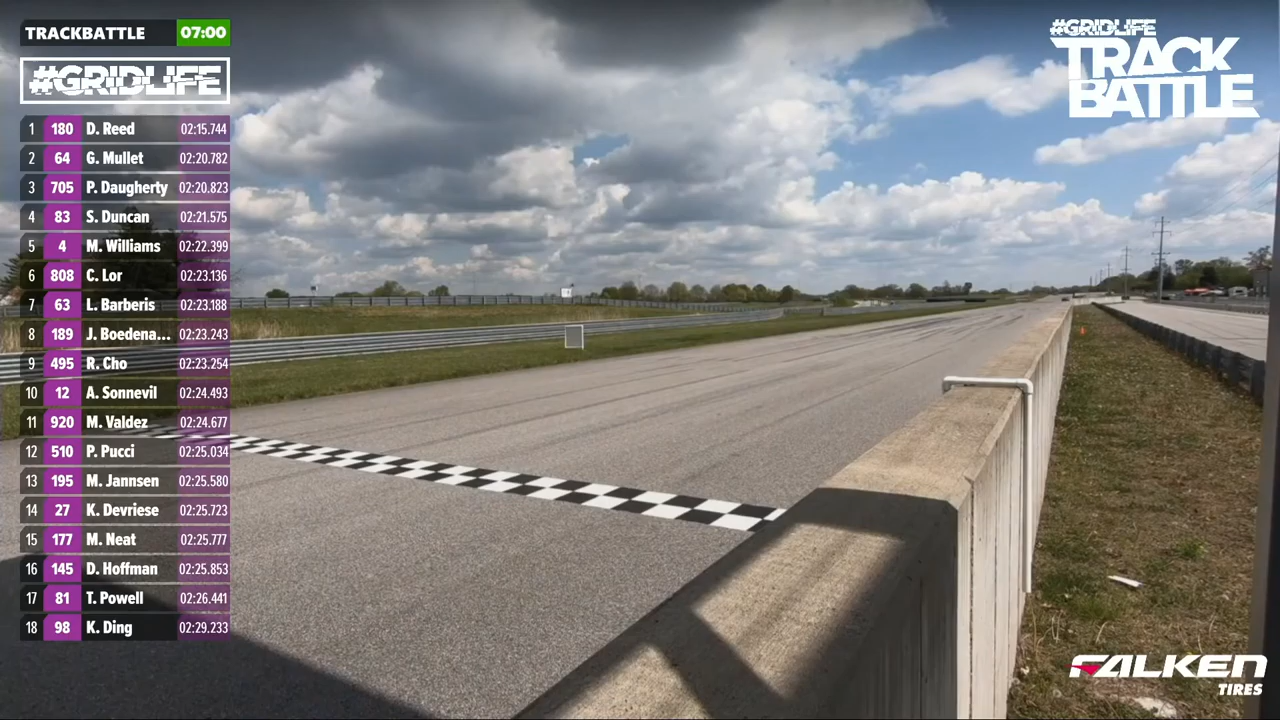 TRACKBATTLE 07:00
#GRIDLIFE
1 180 D. Reed 02:15.744
2 64 G. Mullet 02:20.782
3 705 P. Daugherty 02:20.823
4 83 S. Duncan 02:21.575
5 4 M. Williams 02:22.399
6 808 C. Lor 02:23.136
7 63 L. Barberis 02:23.188
8 189 J. Boedena... 02:23.243
9 495 R. Cho 02:23.254
10 12 A. Sonnevil 02:24.493
11 920 M. Valdez 02:24.677
12 510 P. Pucci 02:25.034
13 195 M. Jannsen 02:25.580
14 27 K. Devriese 02:25.723
15 177 M. Neat 02:25.777
16 145 D. Hoffman 02:25.853
17 81 T. Powell 02:26.441
18 98 K. Ding 02:29.233
#GRIDLIFE
TRACK
BATTLE
FALKEN
TIRES